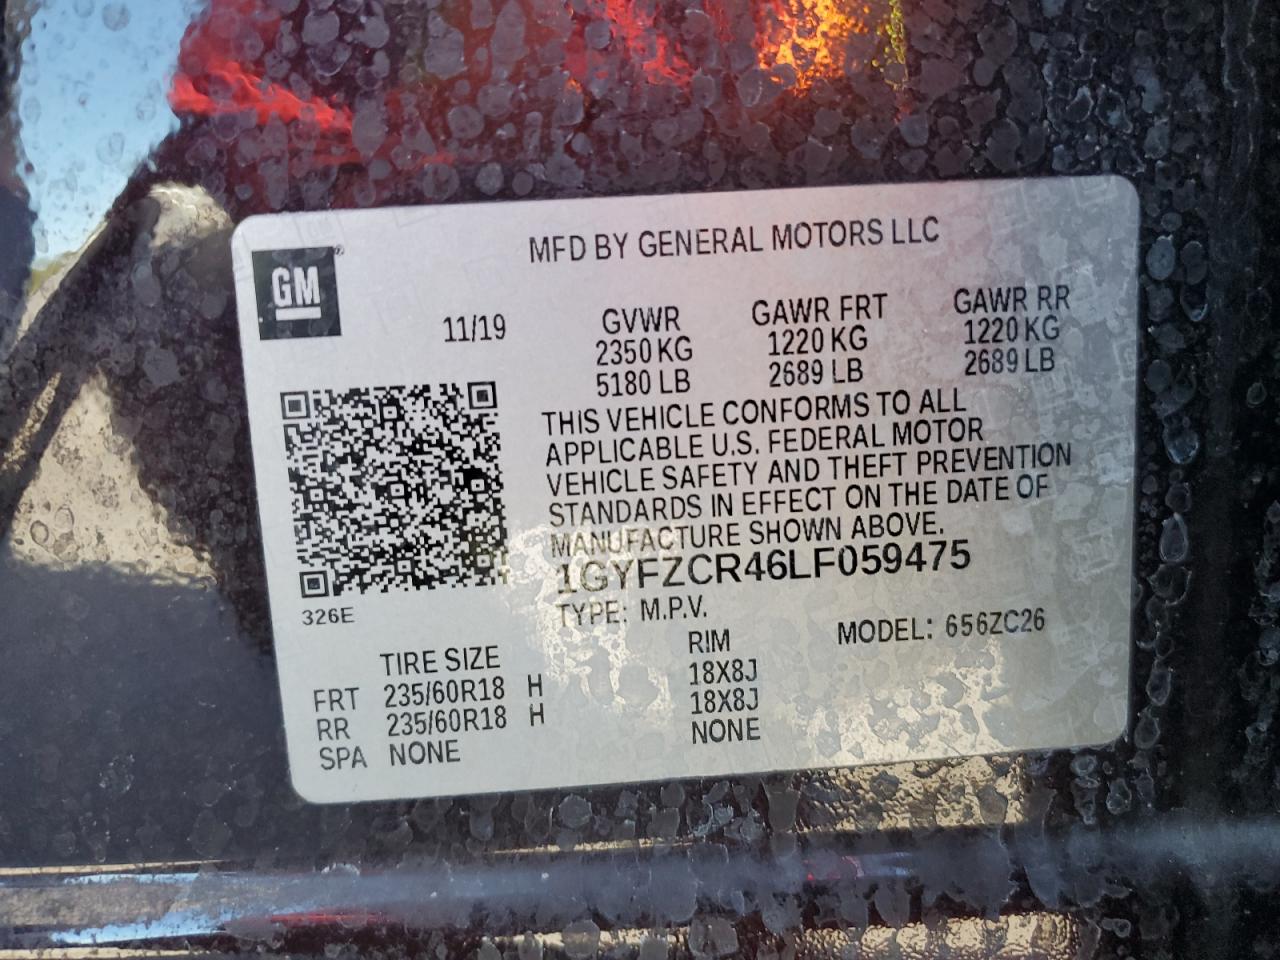 MFD BY GENERAL MOTORS LLC
GM®
11/19
GVWR GAWR FRT GAWR RR
2350 KG 1220 KG 1220 KG
5180 LB 2689 LB 2689 LB
THIS VEHICLE CONFORMS TO ALL
APPLICABLE U.S. FEDERAL MOTOR
VEHICLE SAFETY AND THEFT PREVENTION
STANDARDS IN EFFECT ON THE DATE OF
MANUFACTURE SHOWN ABOVE.
1GYFZCR46LF059475
326E
TYPE: M.P.V. MODEL: 656ZC26
TIRE SIZE RIM
FRT 235/60R18 H 18X8J
RR 235/60R18 H 18X8J
SPA NONE NONE